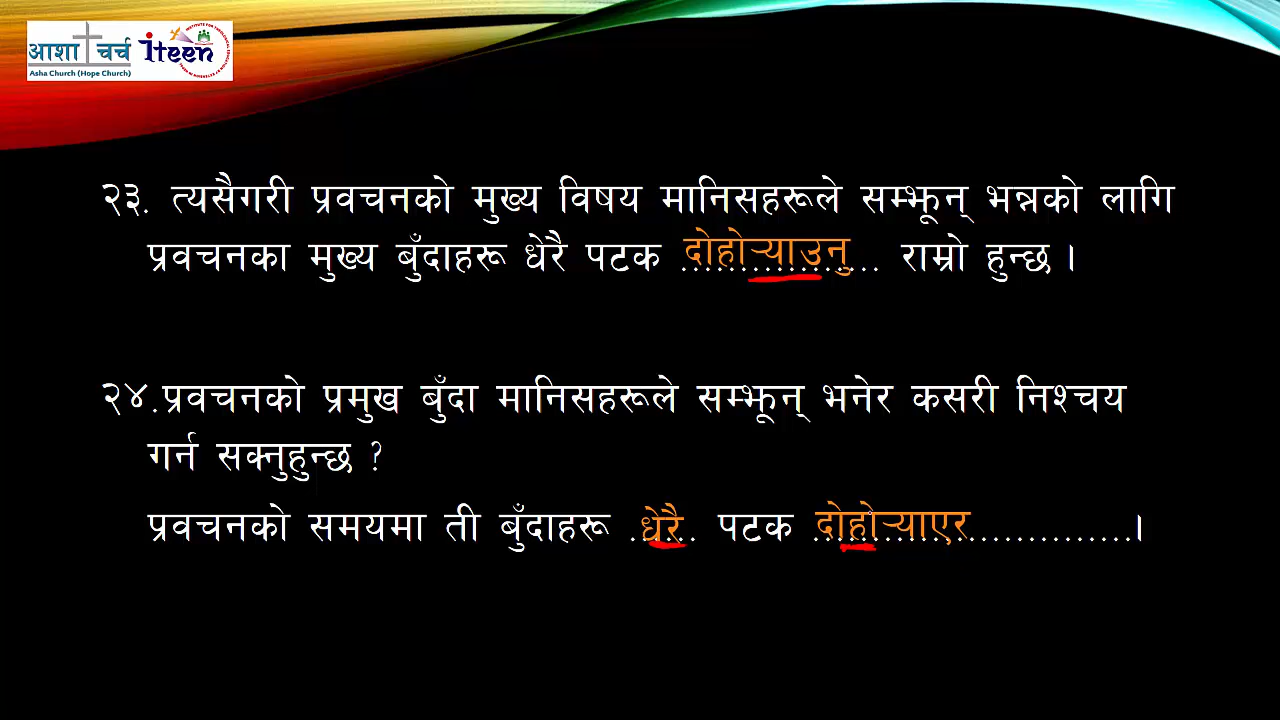 आशा चर्च iteen
Asha Church (Hope Church)
२३. त्यसैगरी प्रवचनको मुख्य विषय मानिसहरूले सम्झून् भन्नको लागि
प्रवचनका मुख्य बुँदाहरू धेरै पटक दोहोर्‍याउनु राम्रो हुन्छ ।
२४.प्रवचनको प्रमुख बुँदा मानिसहरूले सम्झून् भनेर कसरी निश्चय
गर्न सक्नुहुन्छ ?
प्रवचनको समयमा ती बुँदाहरू धेरै पटक दोहोर्‍याएर....................।